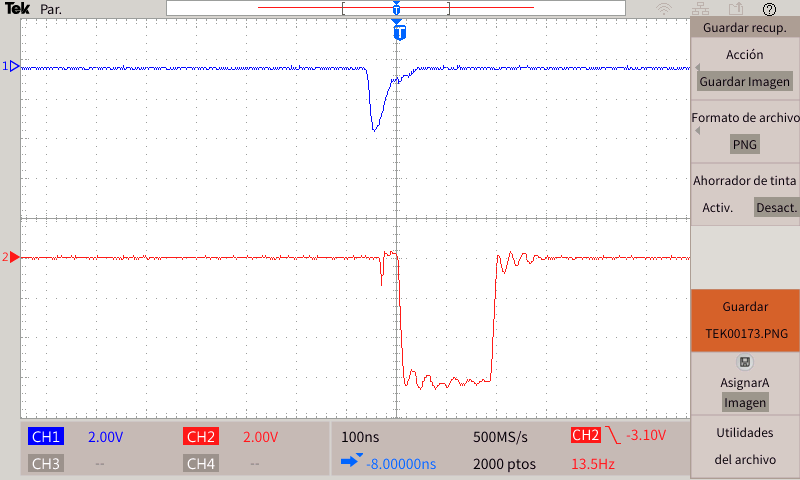 Tek Par.
T
Guardar recup.
T
Acción
1
Guardar Imagen
Formato de archivo
PNG
Ahorrador de tinta
Activ. Desact.
2
Guardar
TEK00173.PNG
AsignarA
Imagen
CH1 2.00V CH2 2.00V 100ns 500MS/s CH2 -3.10V
CH3 -- CH4 -- -8.00000ns 2000 ptos 13.5Hz
Utilidades
del archivo